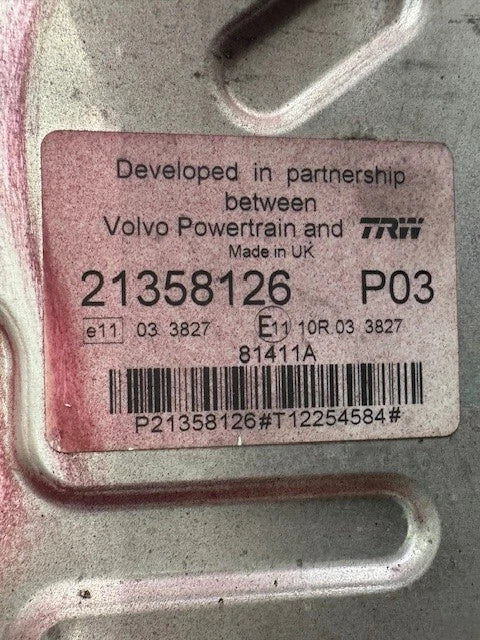 Developed in partnership
between
Volvo Powertrain and TRW
Made in UK
21358126 P03
e11 03 3827 E11 10R 03 3827
81411A
P21358126#T12254584#